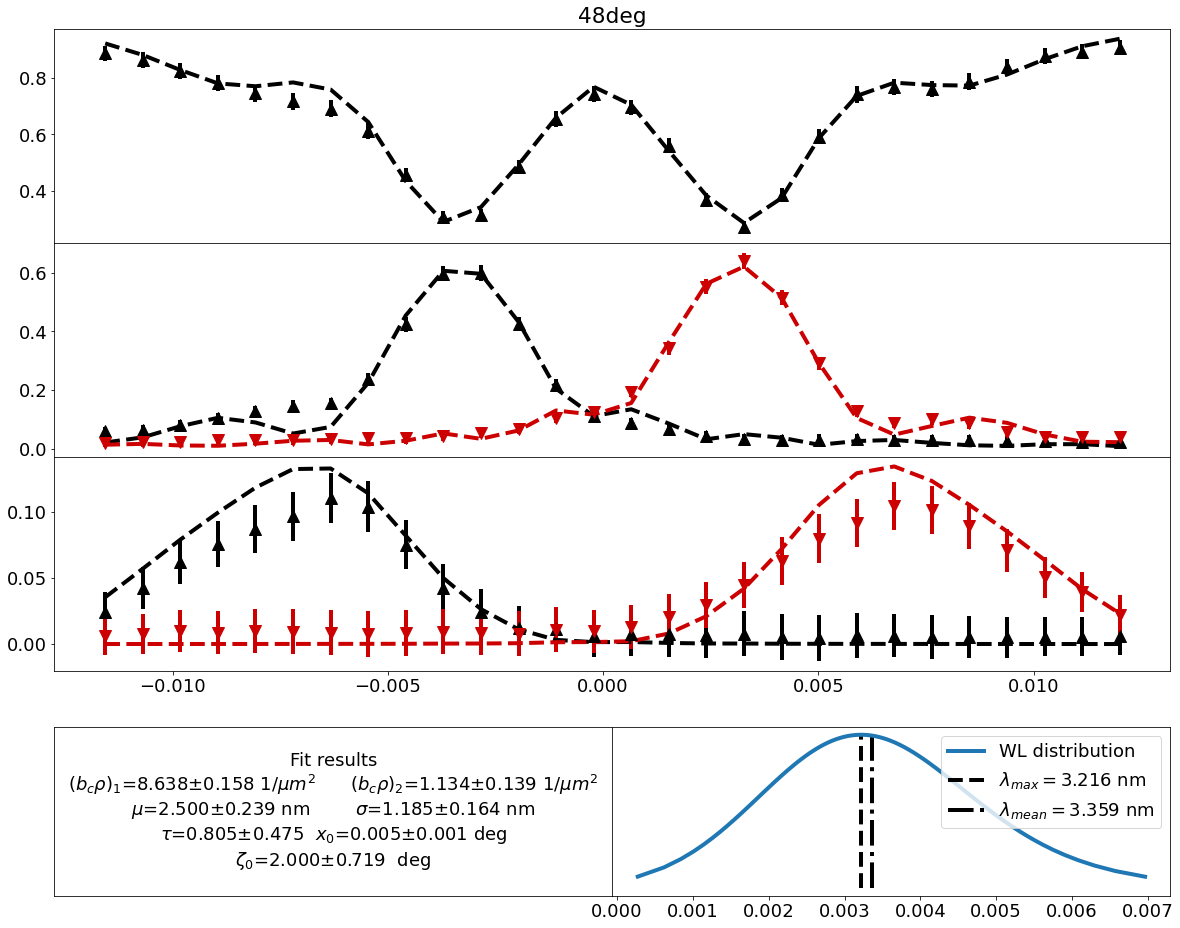 48deg
0.8
0.6
0.4
0.6
0.4
0.2
0.0
0.10
0.05
0.00
−0.010 −0.005 0.000 0.005 0.010
Fit results
(b_cρ)_1=8.638±0.158 1/μm^2 (b_cρ)_2=1.134±0.139 1/μm^2
μ=2.500±0.239 nm σ=1.185±0.164 nm
τ=0.805±0.475 x_0=0.005±0.001 deg
ζ_0=2.000±0.719 deg
WL distribution
λ_max = 3.216 nm
λ_mean = 3.359 nm
0.000 0.001 0.002 0.003 0.004 0.005 0.006 0.007